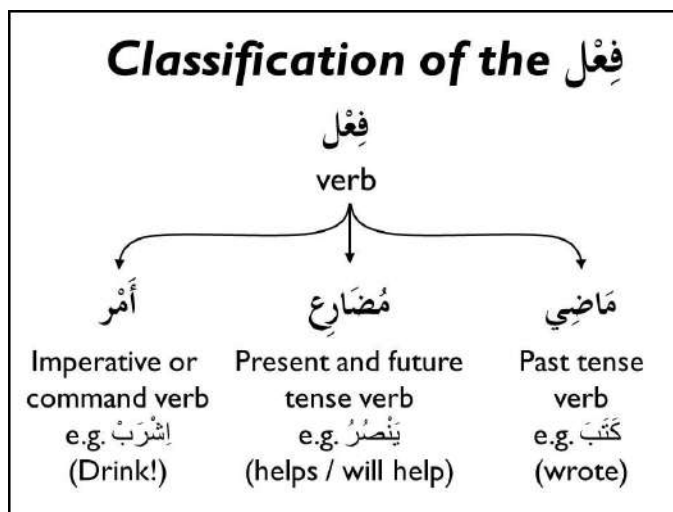 Classification of the فِعْل
فِعْل
verb
أَمْر
Imperative or
command verb
e.g. اِشْرَبْ
(Drink!)
مُضَارِع
Present and future
tense verb
e.g. يَنْصُرُ
(helps / will help)
مَاضِي
Past tense
verb
e.g. كَتَبَ
(wrote)